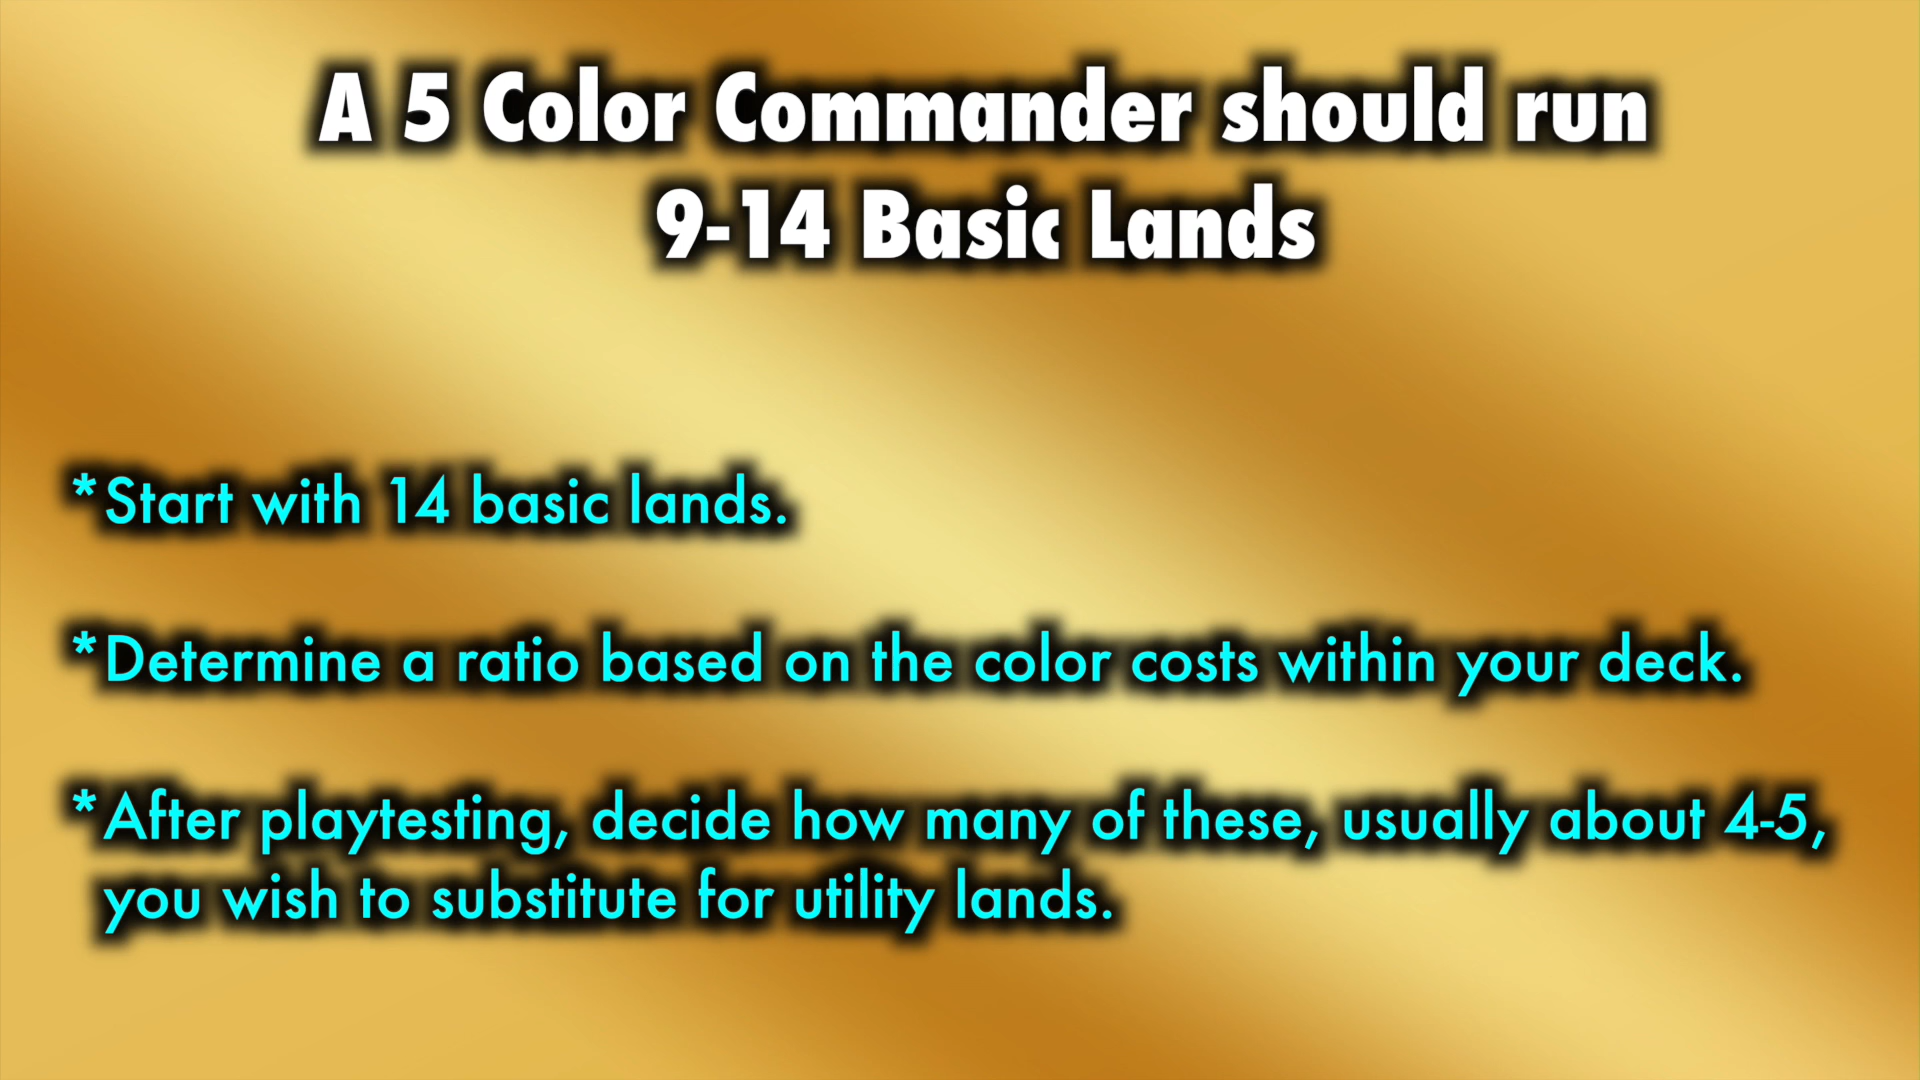 A 5 Color Commander should run
9-14 Basic Lands
*Start with 14 basic lands.
*Determine a ratio based on the color costs within your deck.
*After playtesting, decide how many of these, usually about 4-5,
you wish to substitute for utility lands.